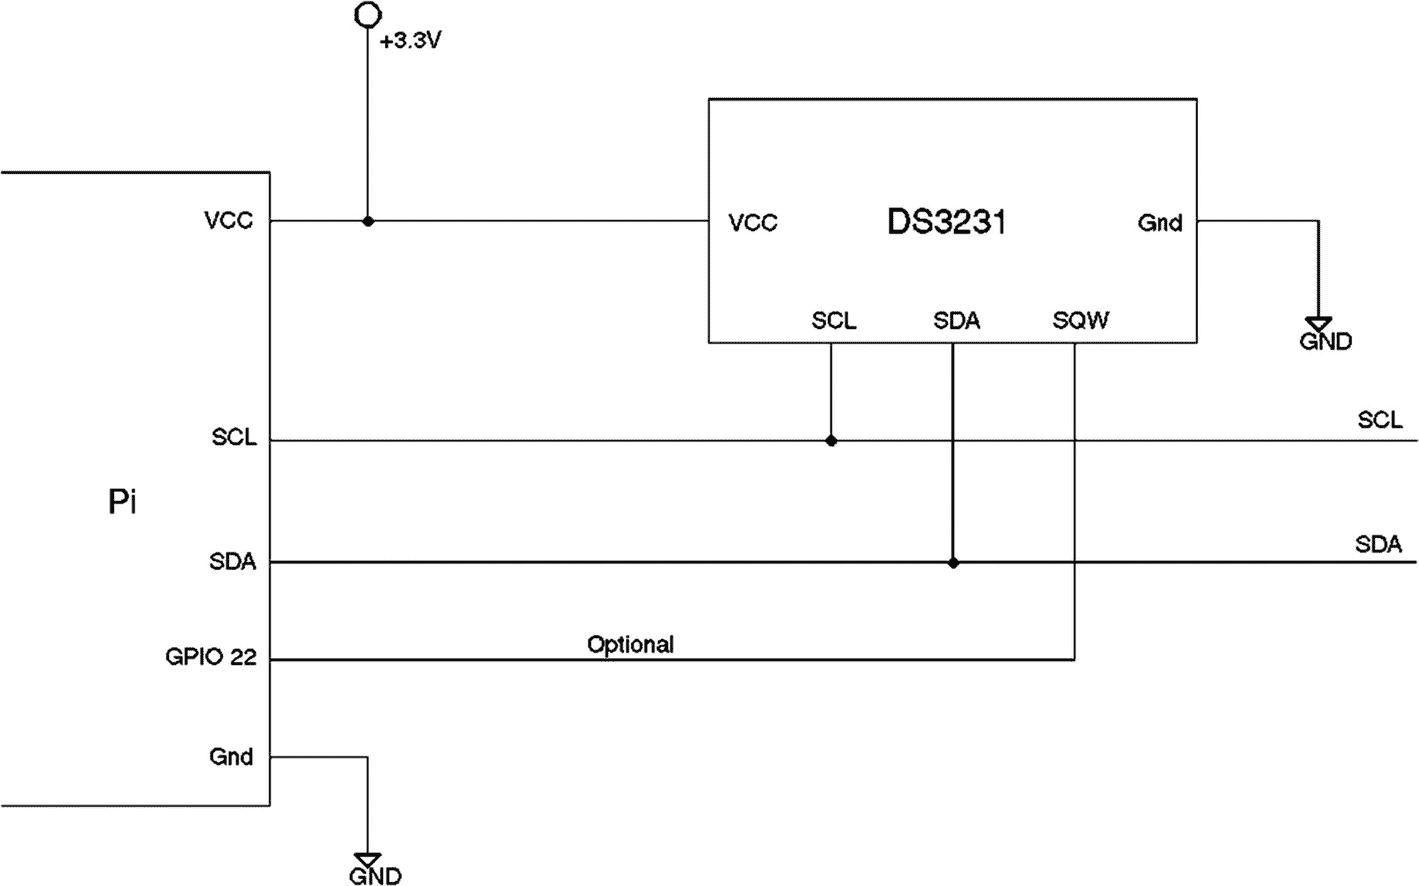 +3.3V
VCC
VCC
DS3231
Gnd
SCL
SDA
SQW
GND
SCL
SCL
Pi
SDA
SDA
GPIO 22
Optional
Gnd
GND